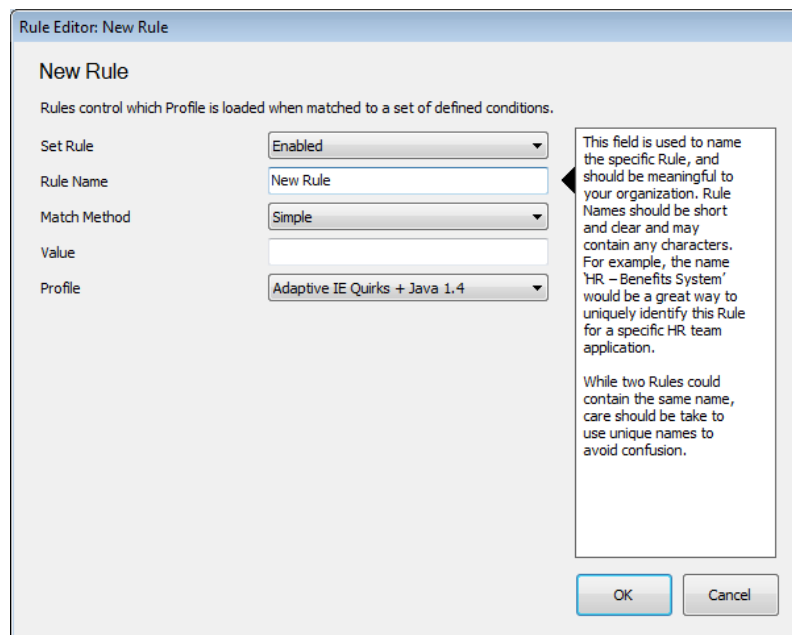 Rule Editor: New Rule
New Rule
Rules control which Profile is loaded when matched to a set of defined conditions.
Set Rule
Enabled
Rule Name
New Rule
Match Method
Simple
Value
Profile
Adaptive IE Quirks + Java 1.4
This field is used to name
the specific Rule, and
should be meaningful to
your organization. Rule
Names should be short
and clear and may
contain any characters.
For example, the name
‘HR – Benefits System’
would be a great way to
uniquely identify this Rule
for a specific HR team
application.
While two Rules could
contain the same name,
care should be take to
use unique names to
avoid confusion.
OK
Cancel